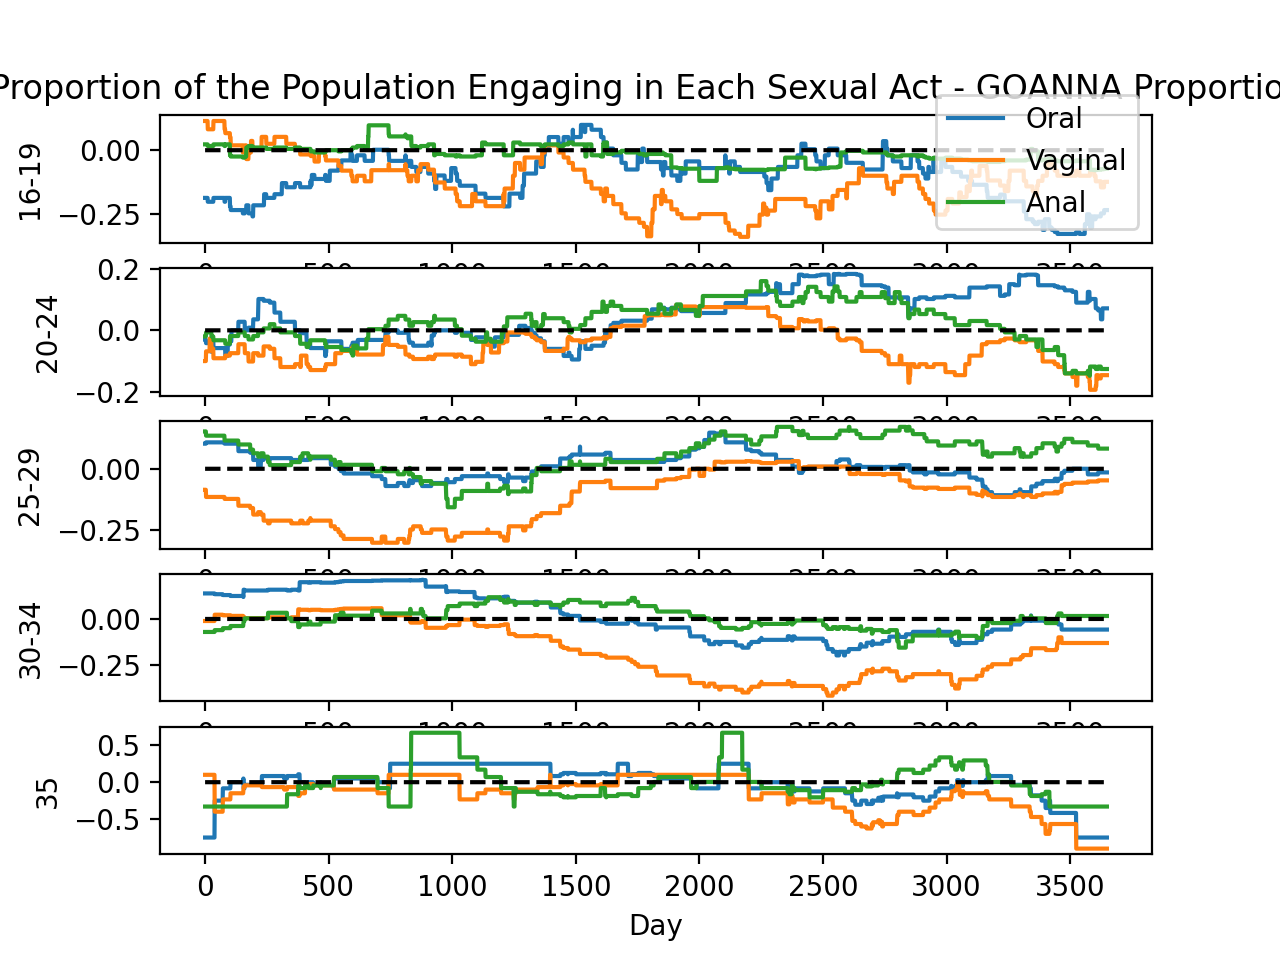 Proportion of the Population Engaging in Each Sexual Act - GOANNA Proportio
Oral
Vaginal
Anal
16-19
0.00
−0.25
20-24
0.2
0.0
−0.2
25-29
0.00
−0.25
30-34
0.00
−0.25
35
0.5
0.0
−0.5
0 500 1000 1500 2000 2500 3000 3500
Day